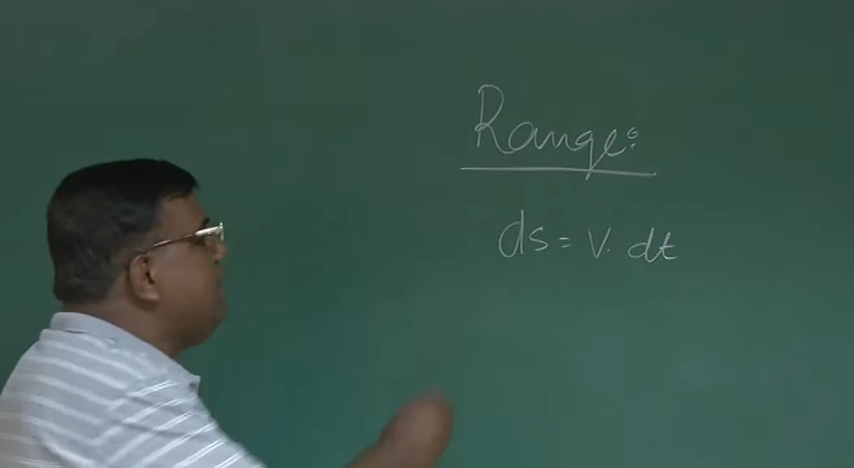 Range:
ds = V. dt